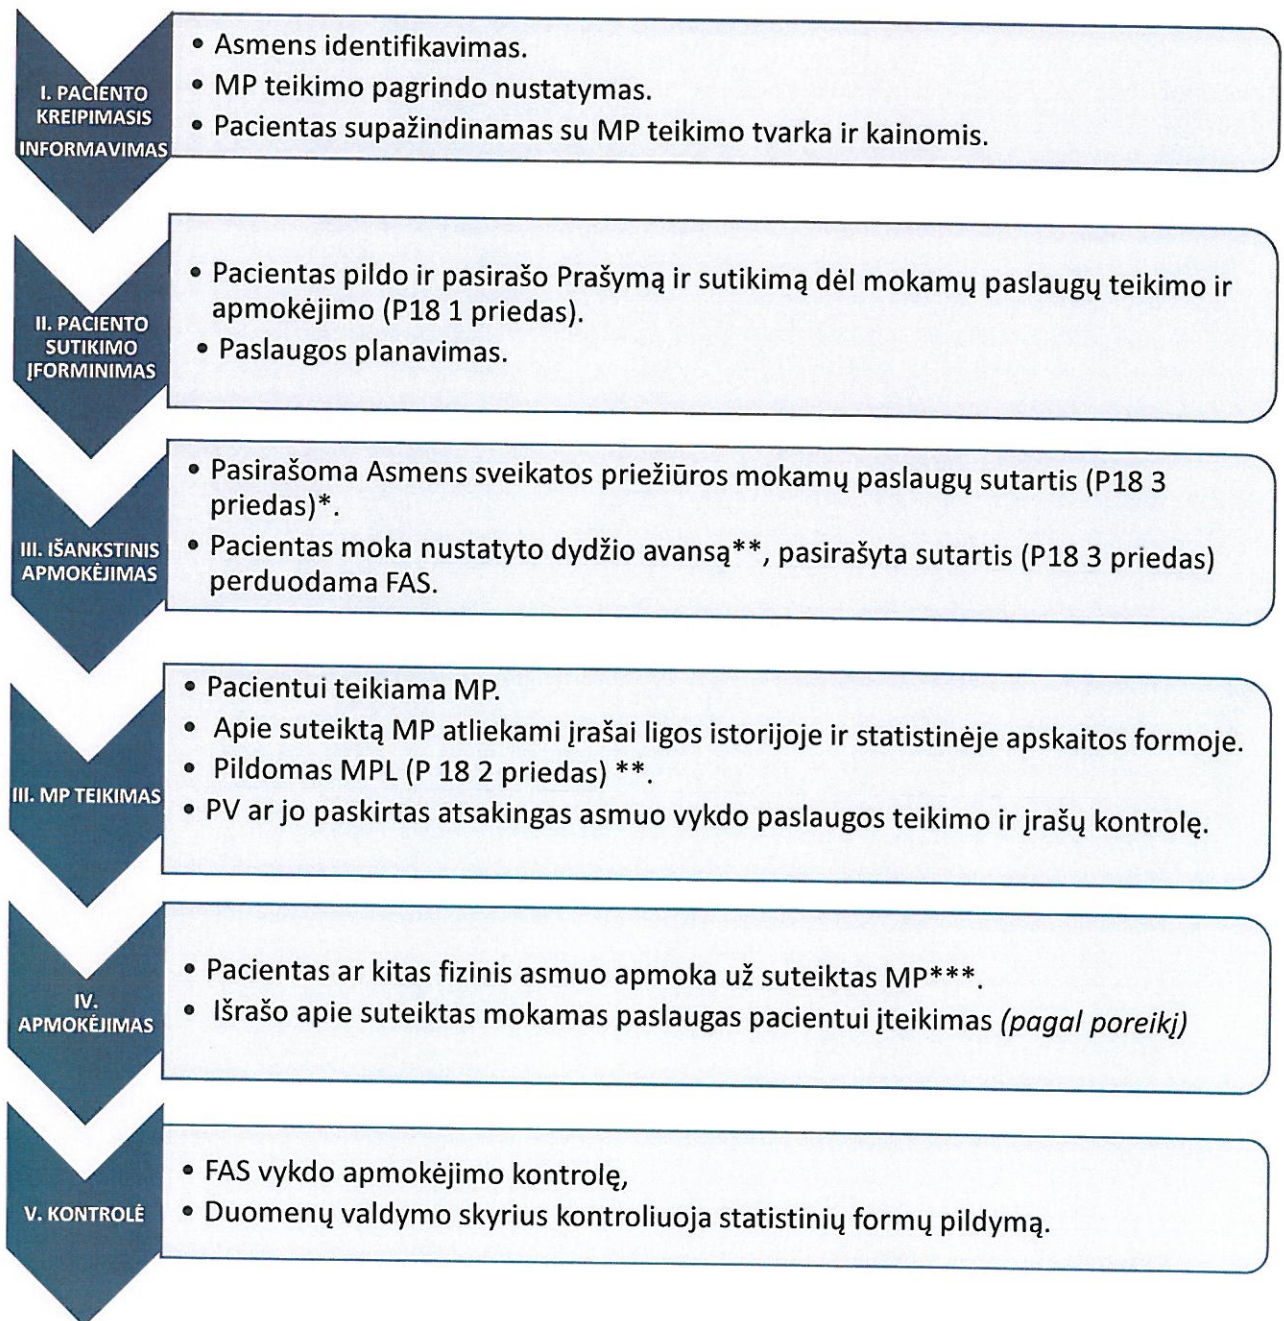 I. PACIENTO
KREIPIMASIS
INFORMAVIMAS
• Asmens identifikavimas.
• MP teikimo pagrindo nustatymas.
• Pacientas supažindinamas su MP teikimo tvarka ir kainomis.
II. PACIENTO
SUTIKIMO
ĮFORMINIMAS
• Pacientas pildo ir pasirašo Prašymą ir sutikimą dėl mokamų paslaugų teikimo ir
apmokėjimo (P18 1 priedas).
• Paslaugos planavimas.
III. IŠANKSTINIS
APMOKĖJIMAS
• Pasirašoma Asmens sveikatos priežiūros mokamų paslaugų sutartis (P18 3
priedas)*.
• Pacientas moka nustatyto dydžio avansą**, pasirašyta sutartis (P18 3 priedas)
perduodama FAS.
III. MP TEIKIMAS
• Pacientui teikiama MP.
• Apie suteiktą MP atliekami įrašai ligos istorijoje ir statistinėje apskaitos formoje.
• Pildomas MPL (P 18 2 priedas) **.
• PV ar jo paskirtas atsakingas asmuo vykdo paslaugos teikimo ir įrašų kontrolę.
IV.
APMOKĖJIMAS
• Pacientas ar kitas fizinis asmuo apmoka už suteiktas MP***.
• Išrašo apie suteiktas mokamas paslaugas pacientui įteikimas (pagal poreikį)
V. KONTROLĖ
• FAS vykdo apmokėjimo kontrolę,
• Duomenų valdymo skyrius kontroliuoja statistinių formų pildymą.